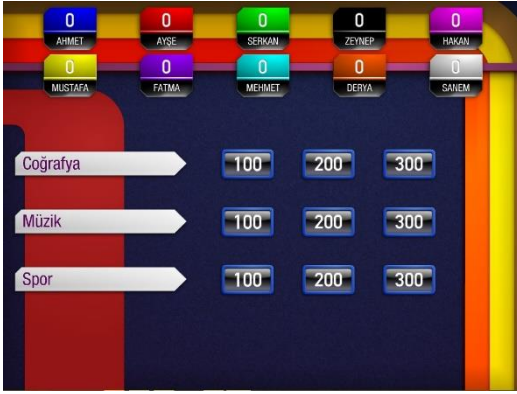 0 0 0 0 0
AHMET AYŞE SERKAN ZEYNEP HAKAN
0 0 0 0 0
MUSTAFA FATMA MEHMET DERYA SANEM
Coğrafya 100 200 300
Müzik 100 200 300
Spor 100 200 300